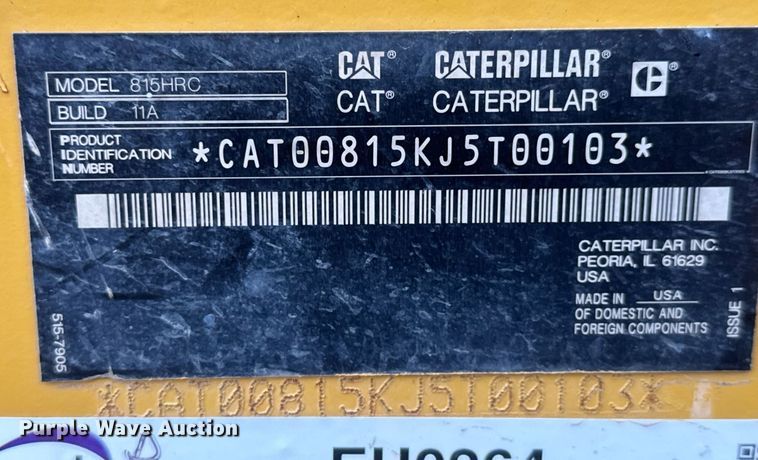 CAT® CATERPILLAR®
CAT® CATERPILLAR®
MODEL 815HRC
BUILD 11A
PRODUCT IDENTIFICATION NUMBER *CAT00815KJ5T00103*
CATERPILLAR INC.
PEORIA, IL 61629
USA
MADE IN USA
OF DOMESTIC AND
FOREIGN COMPONENTS
ISSUE 1
515-7905
*CAT00815KJ5T00103*
Purple Wave Auction